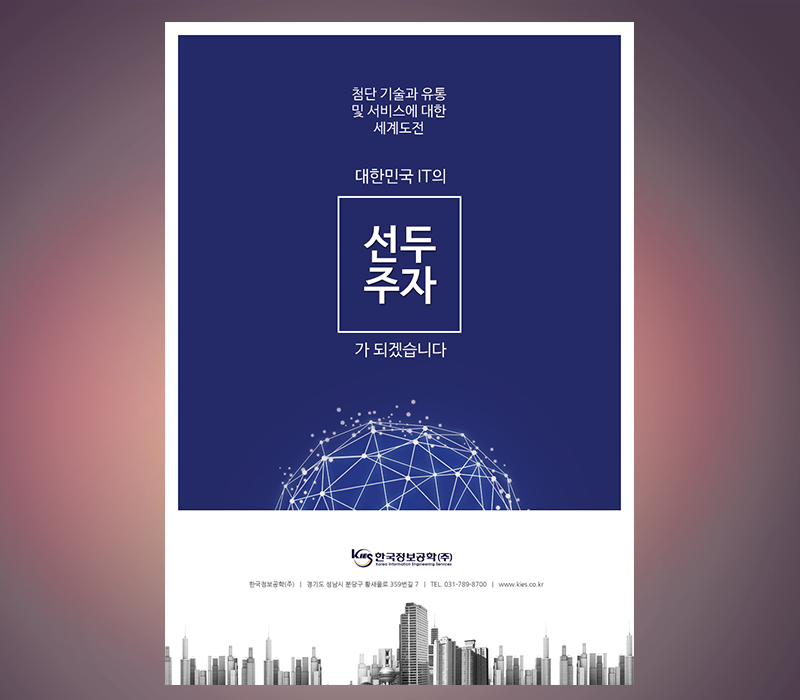 첨단 기술과 유통
및 서비스에 대한
세계도전
대한민국 IT의
선두
주자
가 되겠습니다
KIES 한국정보공학(주)
Korea Information Engineering Services
한국정보공학(주) | 경기도 성남시 분당구 황새울로 359번길 7 | TEL. 031-789-8700 | www.kies.co.kr